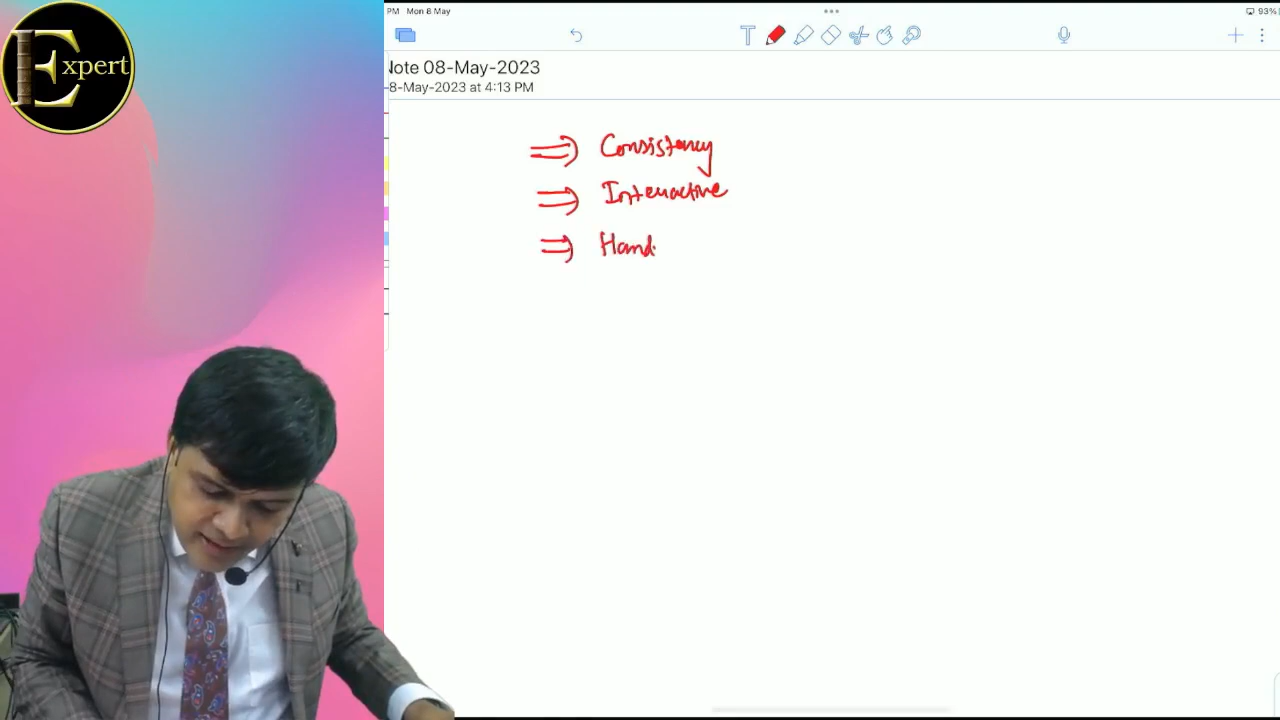 PM Mon 8 May
93%
Expert
Note 08-May-2023
8-May-2023 at 4:13 PM
⇒ Consistency
⇒ Interactive
⇒ Hand